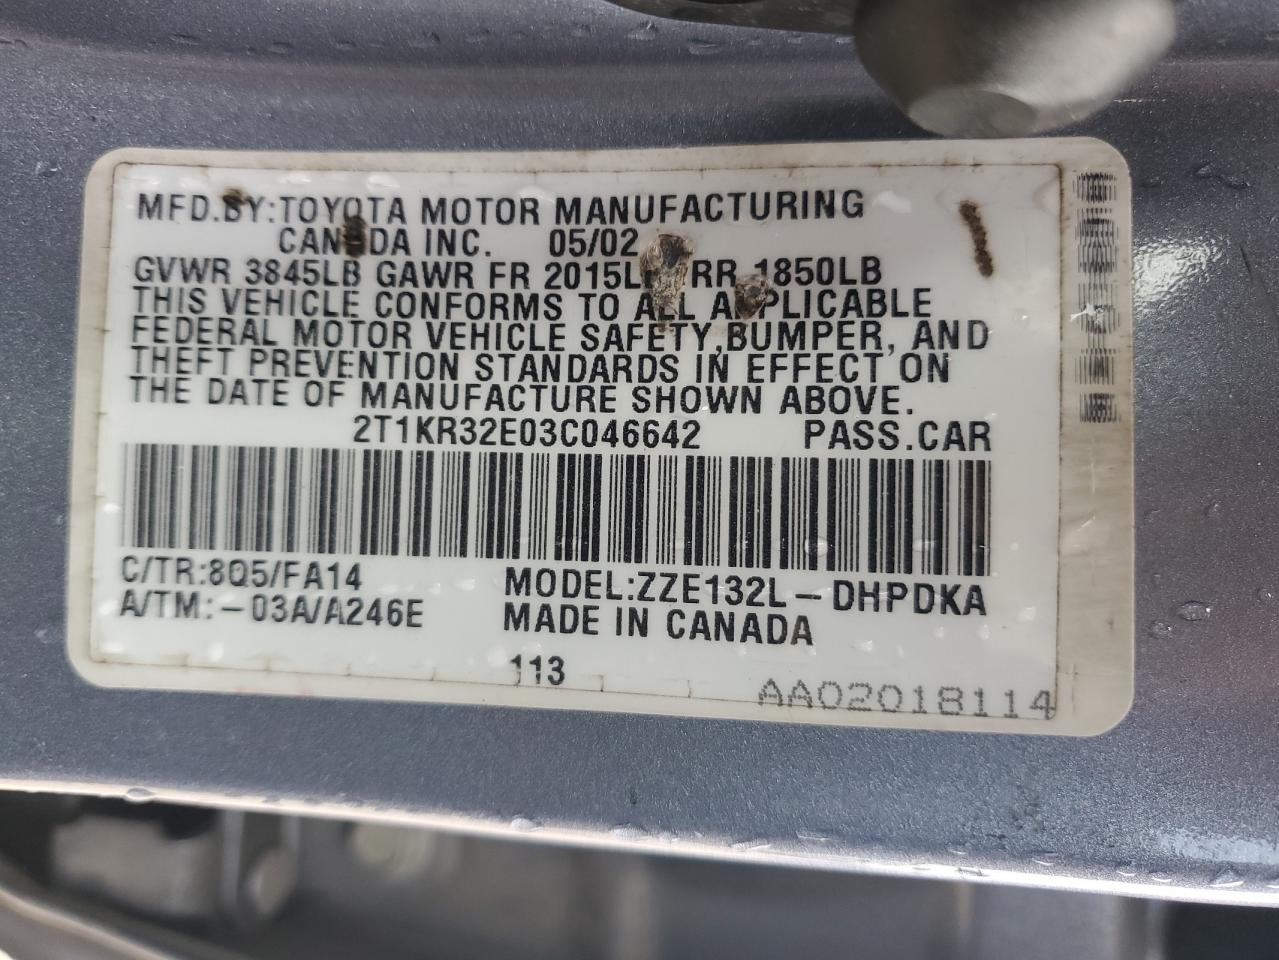 MFD.BY:TOYOTA MOTOR MANUFACTURING
CANADA INC. 05/02
GVWR 3845LB GAWR FR 2015LB RR 1850LB
THIS VEHICLE CONFORMS TO ALL APPLICABLE
FEDERAL MOTOR VEHICLE SAFETY, BUMPER, AND
THEFT PREVENTION STANDARDS IN EFFECT ON
THE DATE OF MANUFACTURE SHOWN ABOVE.
2T1KR32E03C046642 PASS.CAR
C/TR:8Q5/FA14 MODEL:ZZE132L-DHPDKA
A/TM:-03A/A246E MADE IN CANADA
113
AA02018114